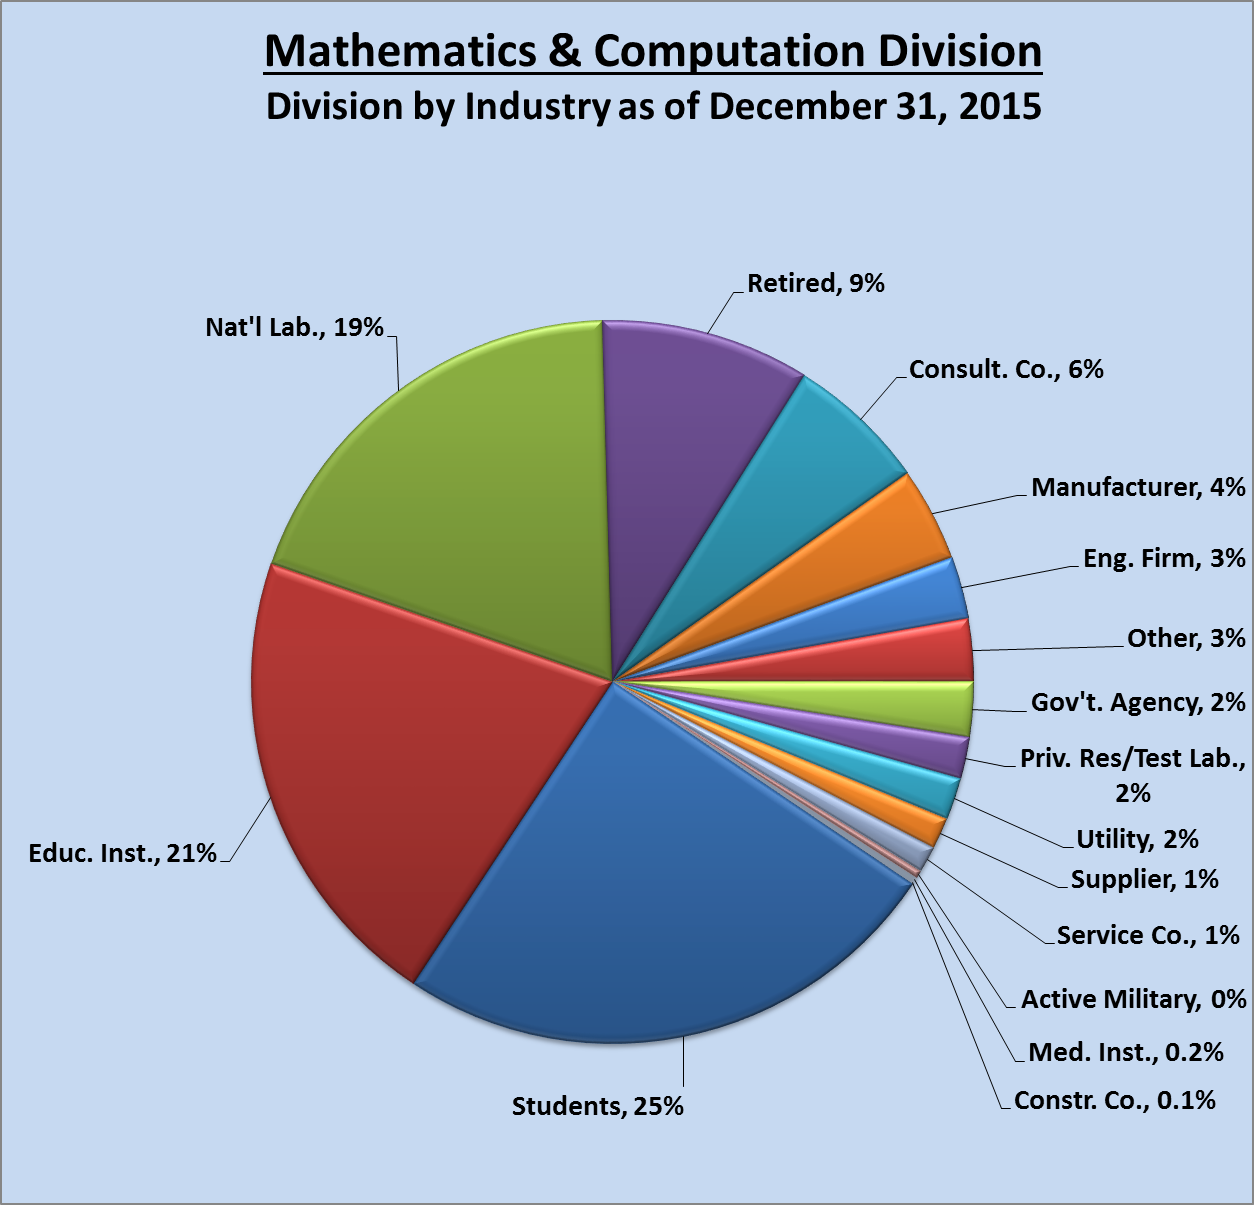 Mathematics & Computation Division
Division by Industry as of December 31, 2015
Retired, 9%
Nat'l Lab., 19%
Consult. Co., 6%
Manufacturer, 4%
Eng. Firm, 3%
Other, 3%
Gov't. Agency, 2%
Priv. Res/Test Lab.,
2%
Utility, 2%
Educ. Inst., 21%
Supplier, 1%
Service Co., 1%
Active Military, 0%
Med. Inst., 0.2%
Constr. Co., 0.1%
Students, 25%